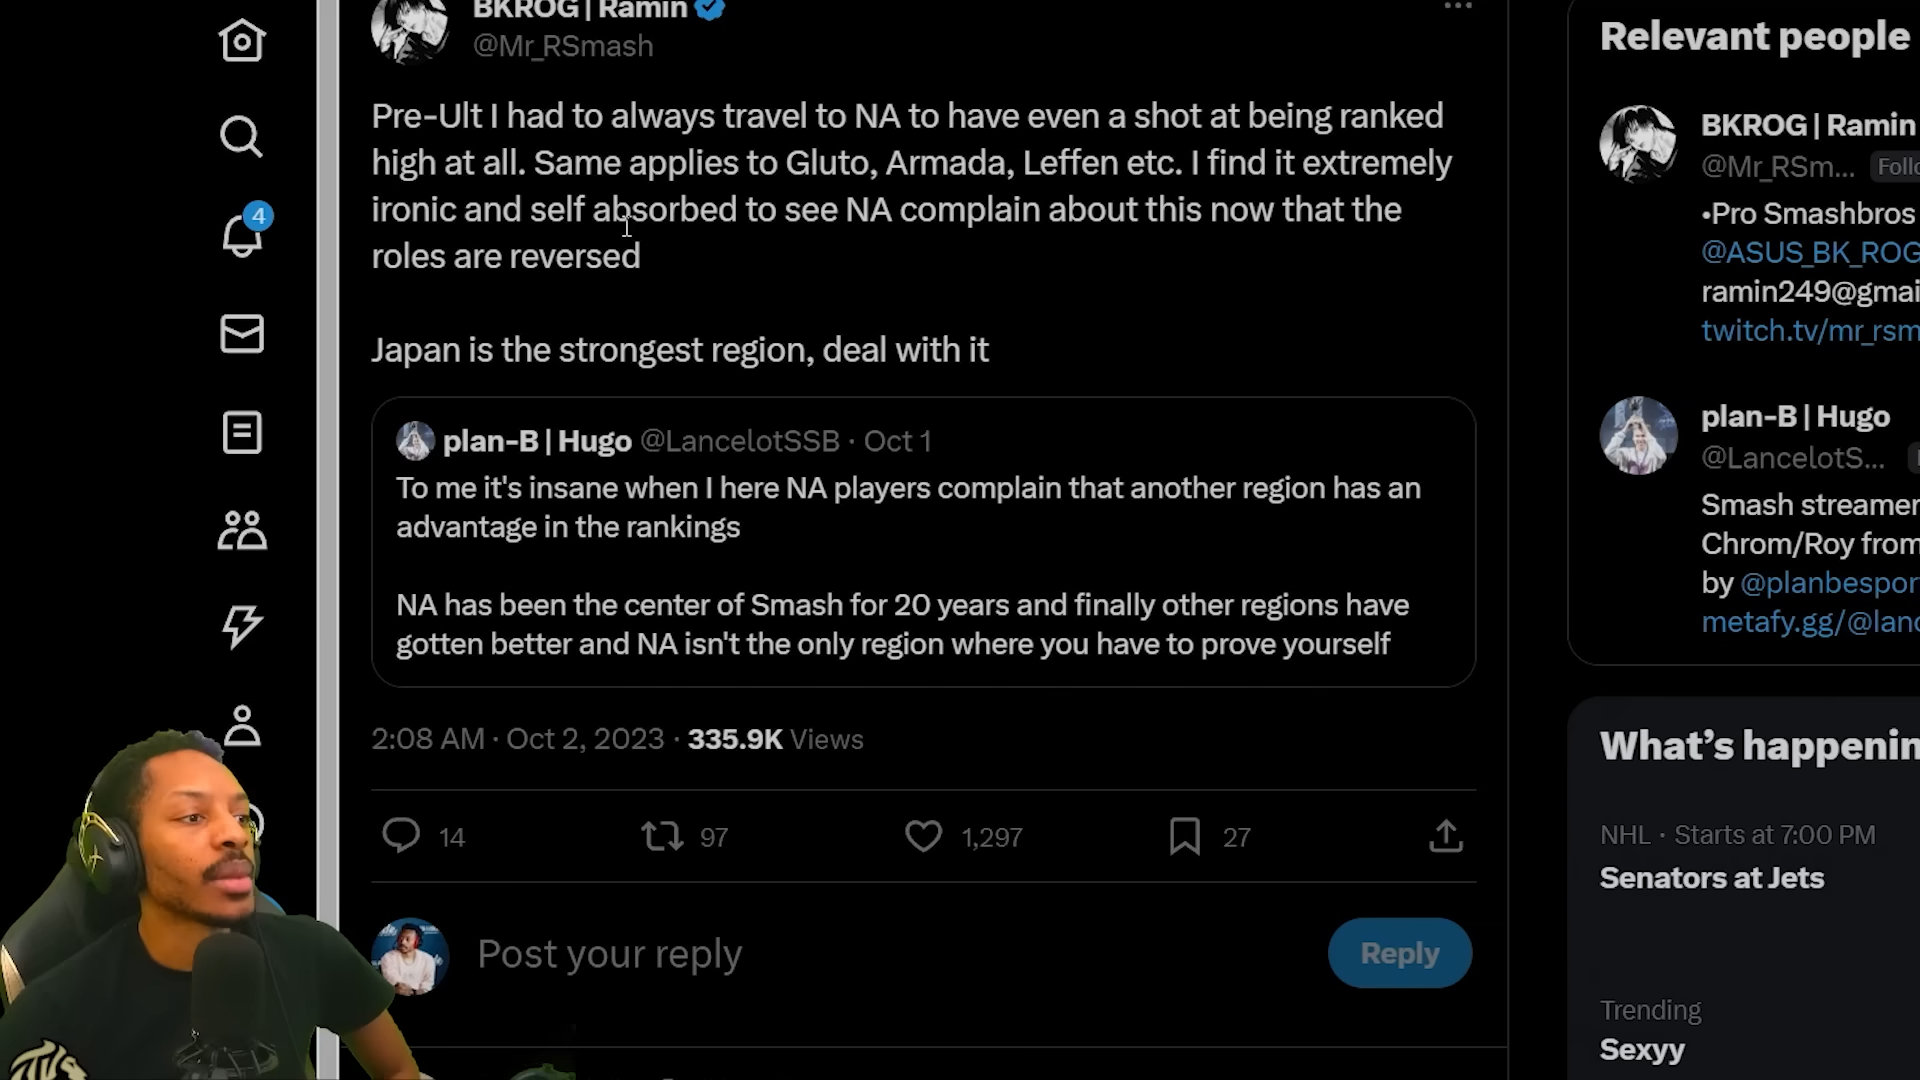 BKROG | Ramin
@Mr_RSmash
Pre-Ult I had to always travel to NA to have even a shot at being ranked
high at all. Same applies to Gluto, Armada, Leffen etc. I find it extremely
ironic and self absorbed to see NA complain about this now that the
roles are reversed
Japan is the strongest region, deal with it
plan-B | Hugo @LancelotSSB · Oct 1
To me it's insane when I here NA players complain that another region has an
advantage in the rankings
NA has been the center of Smash for 20 years and finally other regions have
gotten better and NA isn't the only region where you have to prove yourself
2:08 AM · Oct 2, 2023 · 335.9K Views
14 97 1,297 27
Post your reply
Reply
4
Relevant people
BKROG | Ramin
@Mr_RSm... Follo
•Pro Smashbros
@ASUS_BK_ROG
ramin249@gmai
twitch.tv/mr_rsm
plan-B | Hugo
@LancelotS...
Smash streamer
Chrom/Roy from
by @planbespor
metafy.gg/@lanc
What's happenin
NHL · Starts at 7:00 PM
Senators at Jets
Trending
Sexyy